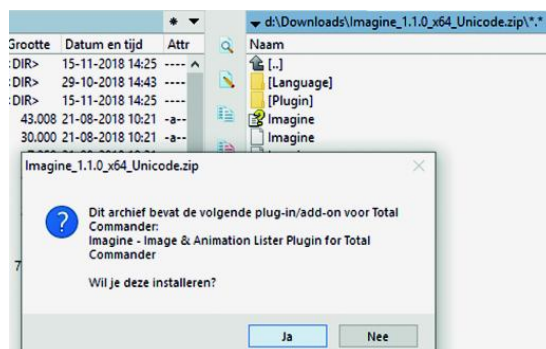 * ▼
▼ d:\Downloads\Imagine_1.1.0_x64_Unicode.zip\*.*
Grootte Datum en tijd Attr
Naam
<DIR> 15-11-2018 14:25 ----
[..]
<DIR> 29-10-2018 14:43 ----
[Language]
<DIR> 15-11-2018 14:25 ----
[Plugin]
43.008 21-08-2018 10:21 -a--
Imagine
30.000 21-08-2018 10:21 -a--
Imagine
Imagine_1.1.0_x64_Unicode.zip
Dit archief bevat de volgende plug-in/add-on voor Total
Commander:
Imagine - Image & Animation Lister Plugin for Total
Commander
Wil je deze installeren?
7
Ja Nee